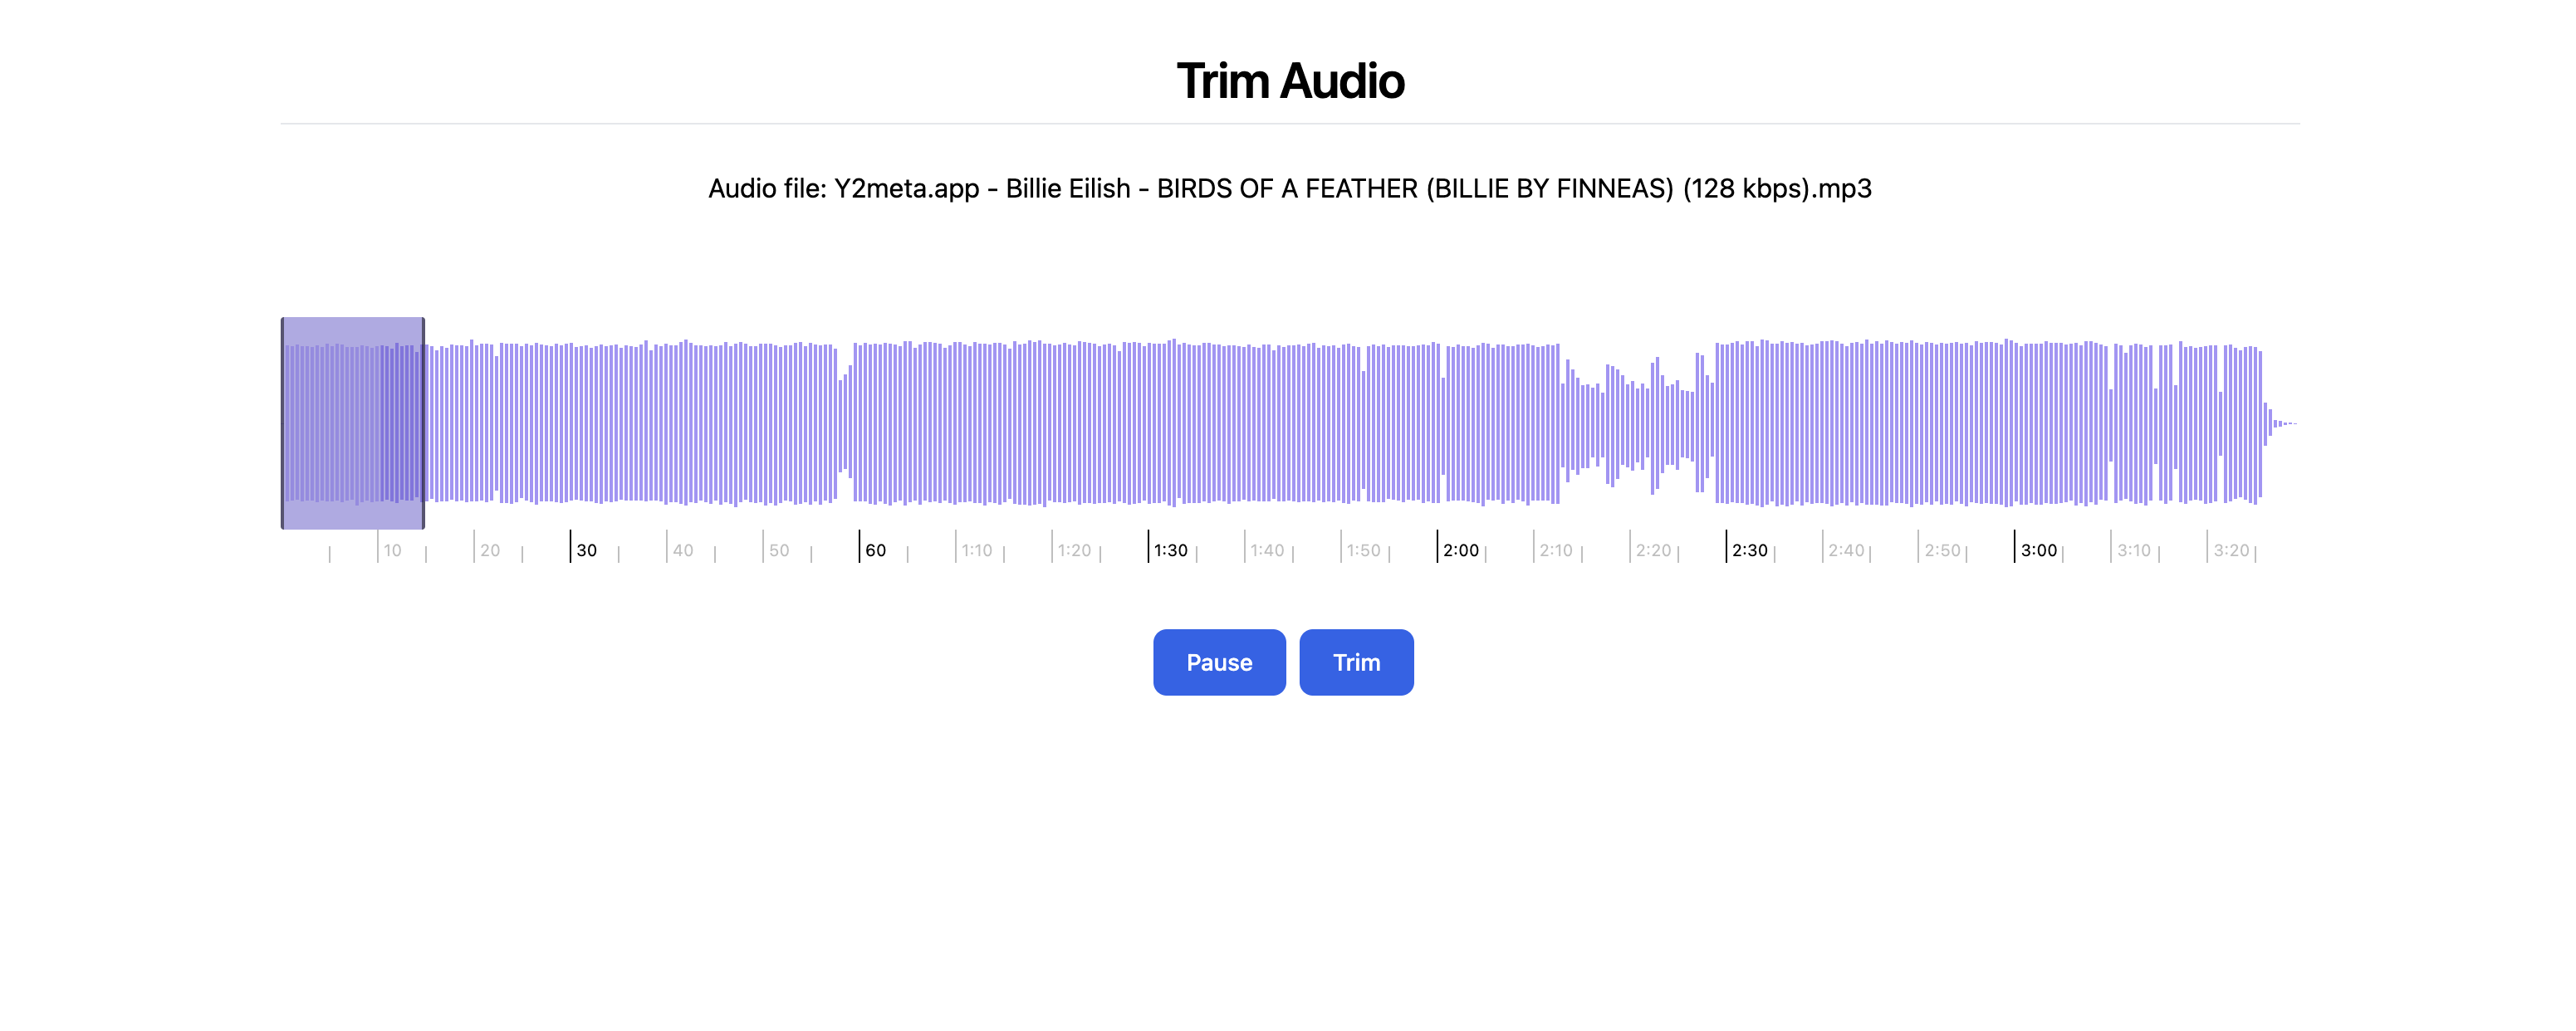 Trim Audio
Audio file: Y2meta.app - Billie Eilish - BIRDS OF A FEATHER (BILLIE BY FINNEAS) (128 kbps).mp3
10 20 30 40 50 60 1:10 1:20 1:30 1:40 1:50 2:00 2:10 2:20 2:30 2:40 2:50 3:00 3:10 3:20
Pause Trim